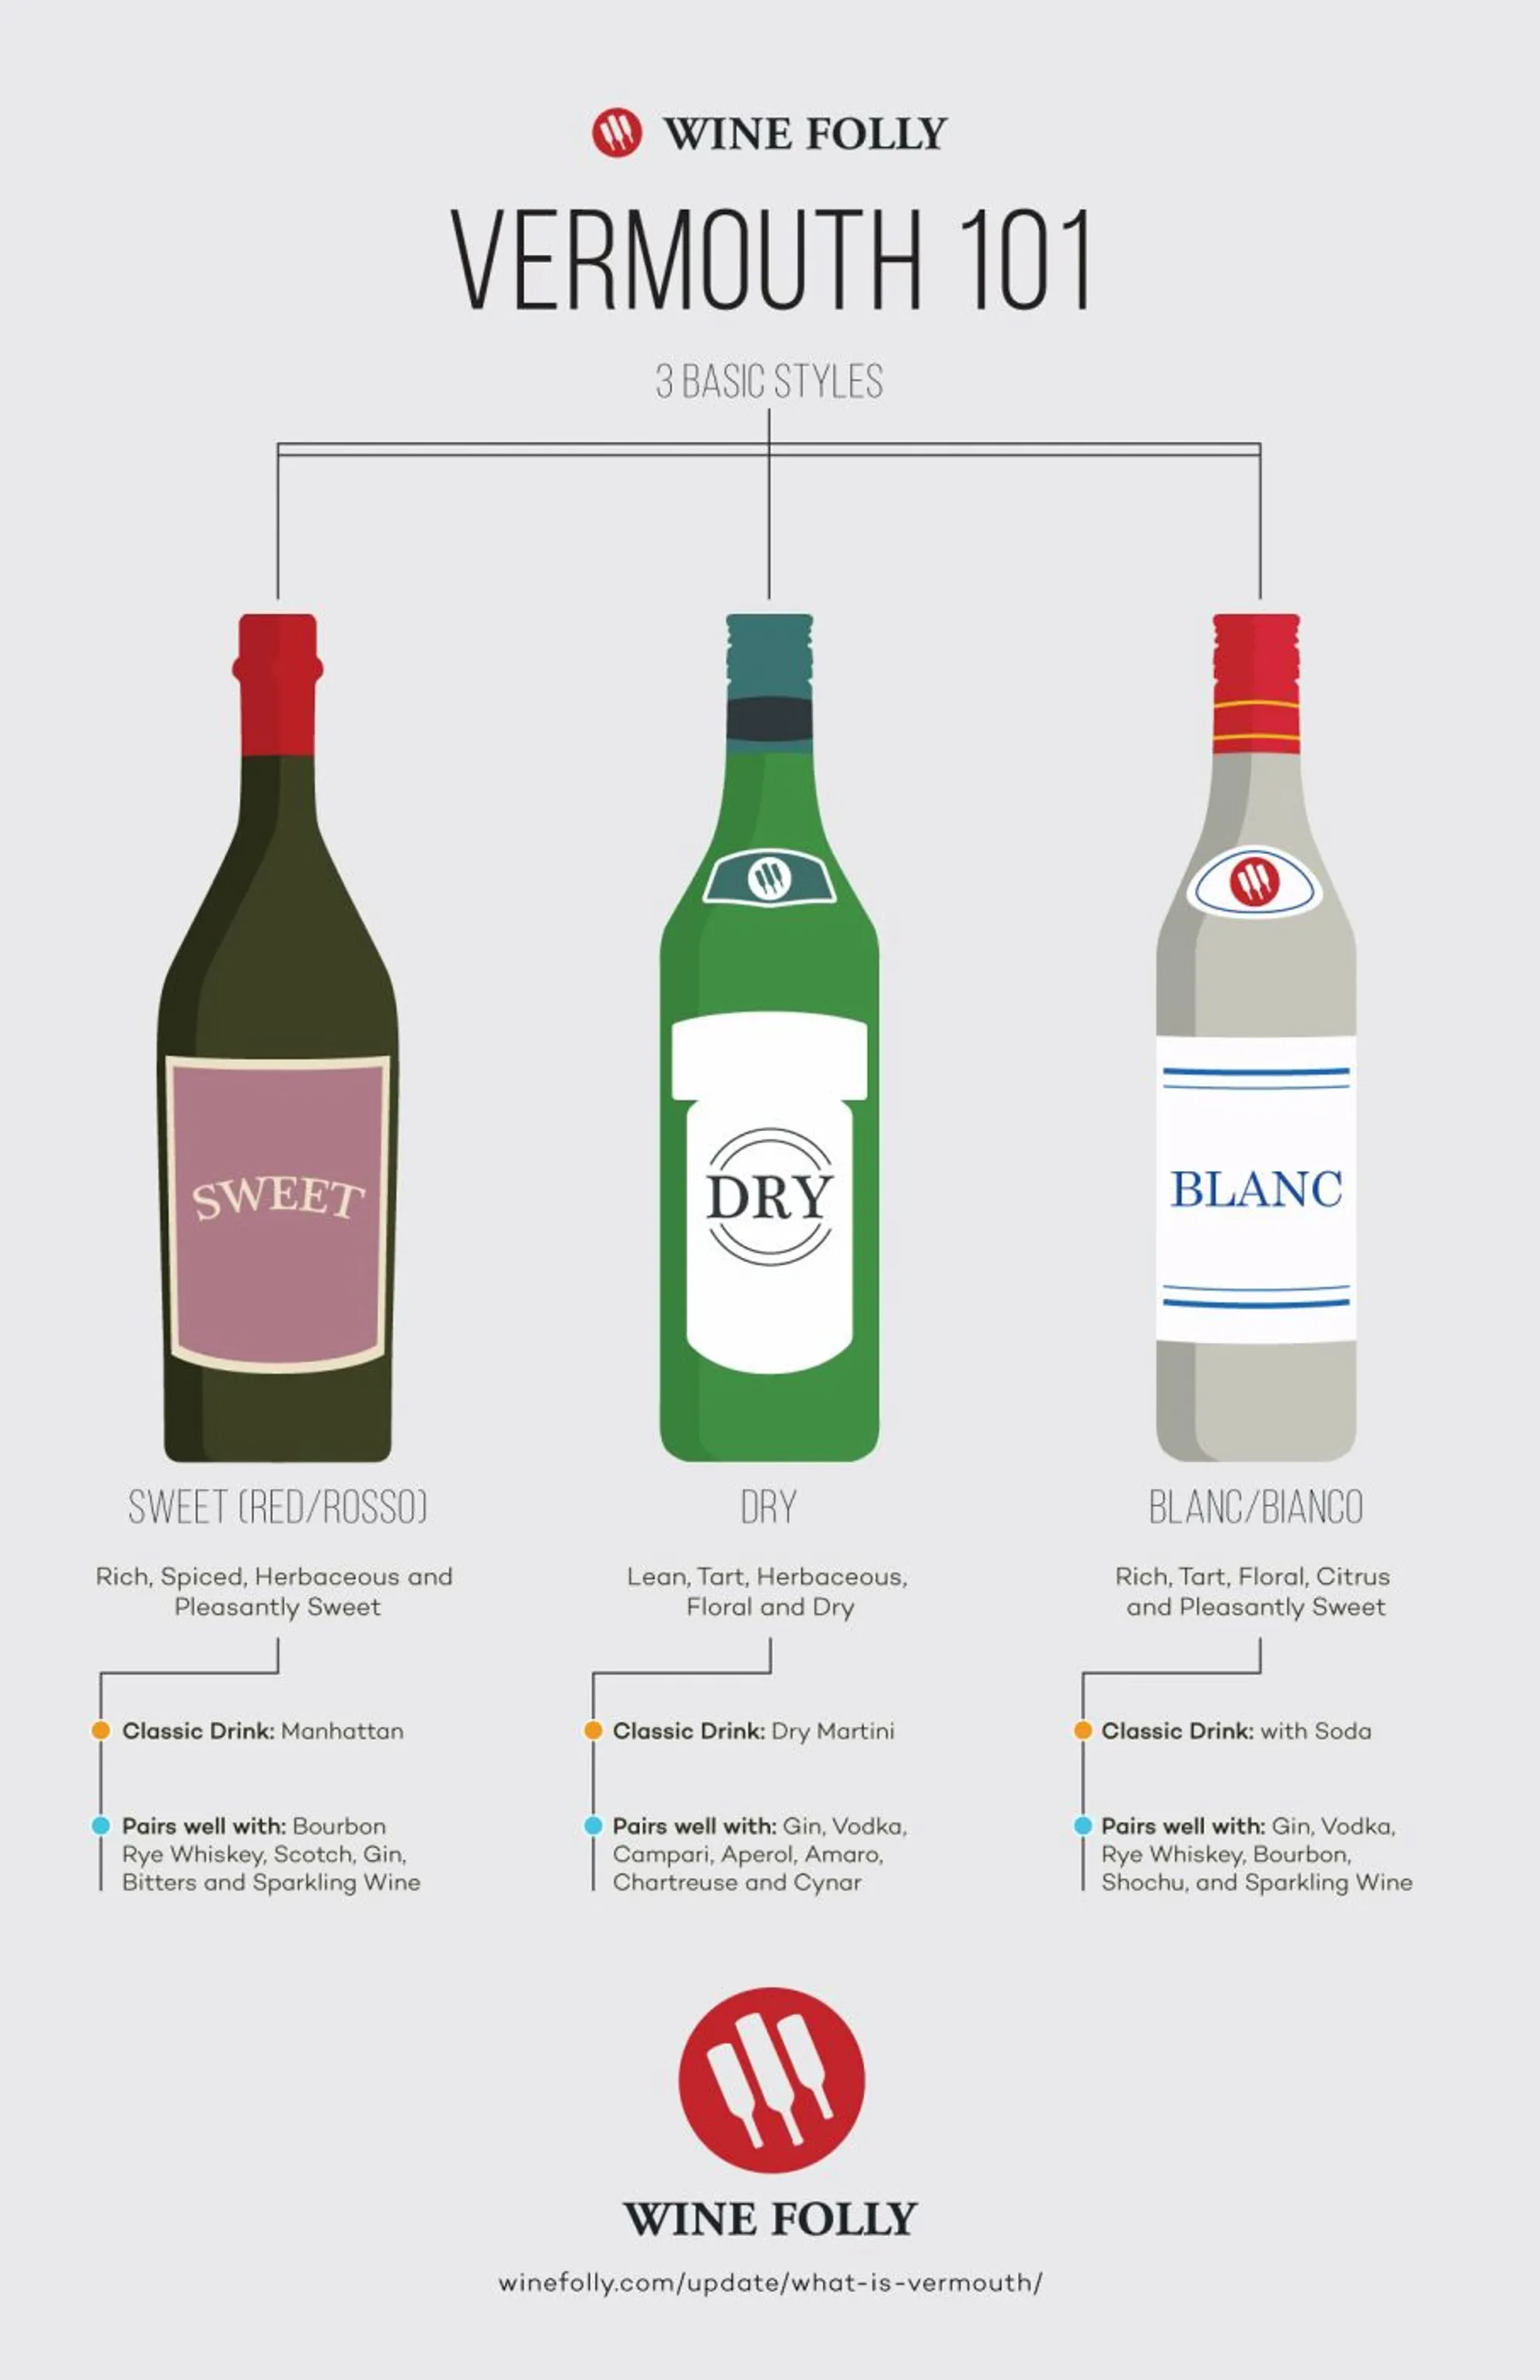 WINE FOLLY
VERMOUTH 101
3 BASIC STYLES
SWEET
DRY
BLANC
SWEET (RED/ROSSO)
Rich, Spiced, Herbaceous and
Pleasantly Sweet
Classic Drink: Manhattan
Pairs well with: Bourbon
Rye Whiskey, Scotch, Gin,
Bitters and Sparkling Wine
DRY
Lean, Tart, Herbaceous,
Floral and Dry
Classic Drink: Dry Martini
Pairs well with: Gin, Vodka,
Campari, Aperol, Amaro,
Chartreuse and Cynar
BLANC/BIANCO
Rich, Tart, Floral, Citrus
and Pleasantly Sweet
Classic Drink: with Soda
Pairs well with: Gin, Vodka,
Rye Whiskey, Bourbon,
Shochu, and Sparkling Wine
WINE FOLLY
winefolly.com/update/what-is-vermouth/